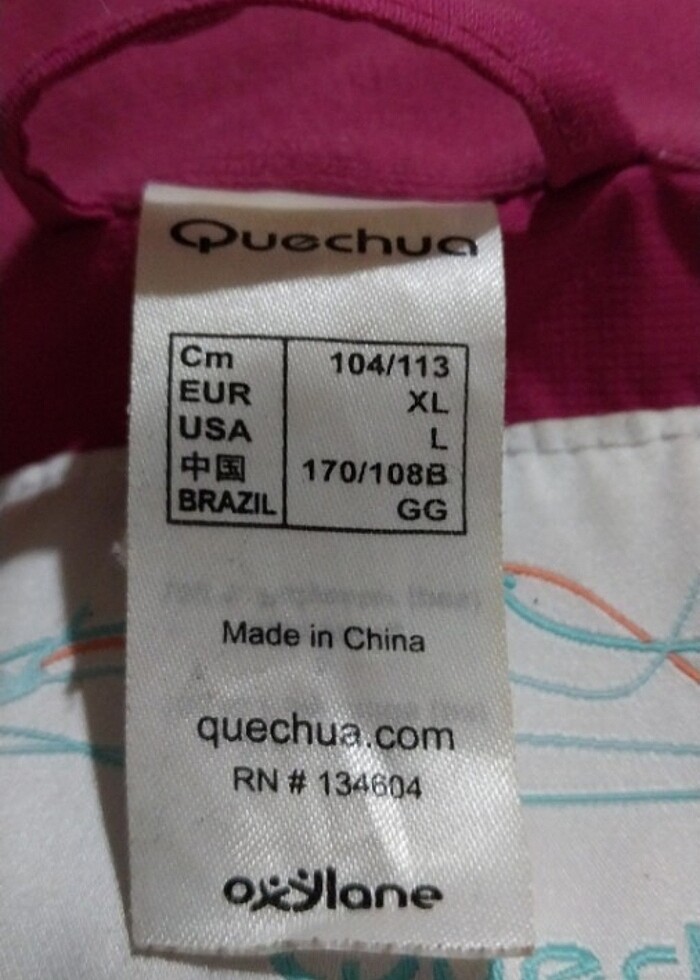 Quechua
Cm 104/113
EUR XL
USA L
中国 170/108B
BRAZIL GG
Made in China
quechua.com
RN # 134604
oxylane